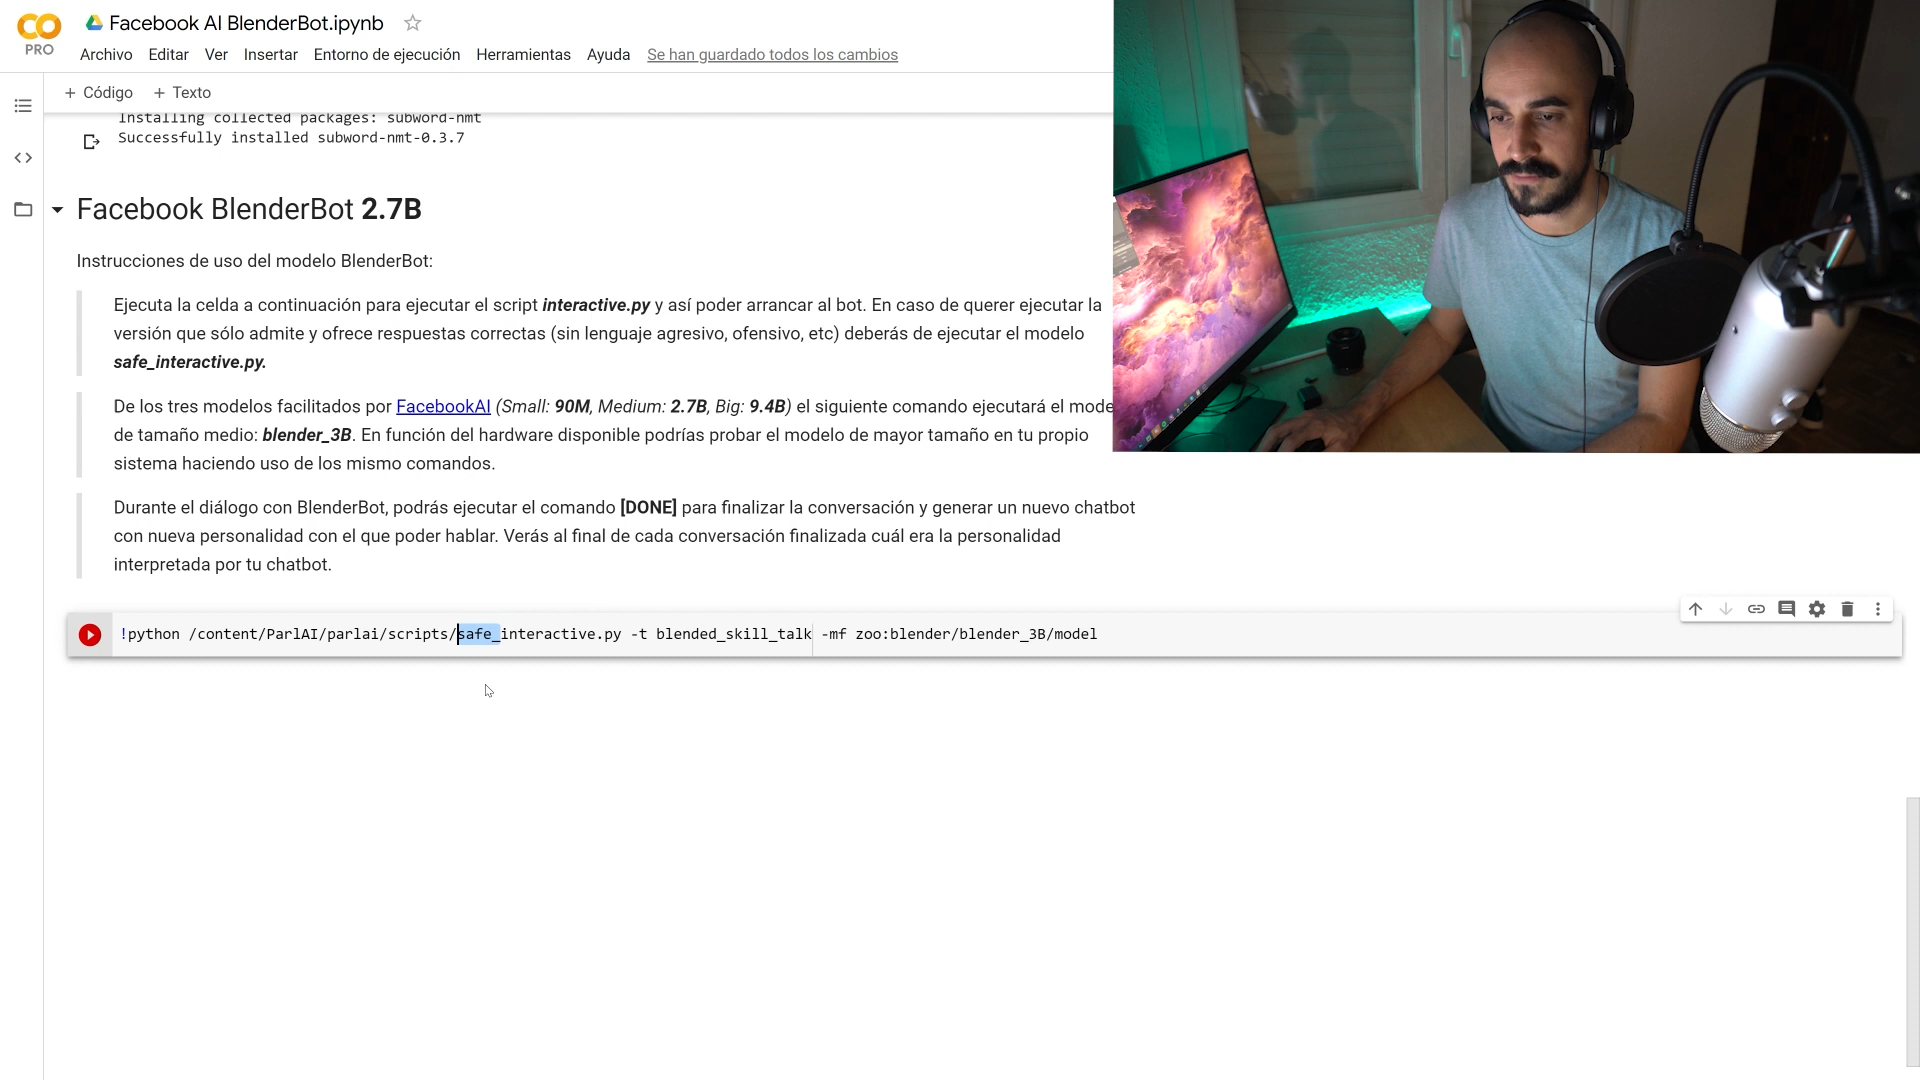 Facebook AI BlenderBot.ipynb
PRO
Archivo Editar Ver Insertar Entorno de ejecución Herramientas Ayuda Se han guardado todos los cambios
+ Código + Texto
Installing collected packages: subword-nmt
Successfully installed subword-nmt-0.3.7
Facebook BlenderBot 2.7B
Instrucciones de uso del modelo BlenderBot:
Ejecuta la celda a continuación para ejecutar el script interactive.py y así poder arrancar al bot. En caso de querer ejecutar la
versión que sólo admite y ofrece respuestas correctas (sin lenguaje agresivo, ofensivo, etc) deberás de ejecutar el modelo
safe_interactive.py.
De los tres modelos facilitados por FacebookAI (Small: 90M, Medium: 2.7B, Big: 9.4B) el siguiente comando ejecutará el mode
de tamaño medio: blender_3B. En función del hardware disponible podrías probar el modelo de mayor tamaño en tu propio
sistema haciendo uso de los mismo comandos.
Durante el diálogo con BlenderBot, podrás ejecutar el comando [DONE] para finalizar la conversación y generar un nuevo chatbot
con nueva personalidad con el que poder hablar. Verás al final de cada conversación finalizada cuál era la personalidad
interpretada por tu chatbot.
!python /content/ParlAI/parlai/scripts/safe_interactive.py -t blended_skill_talk -mf zoo:blender/blender_3B/model